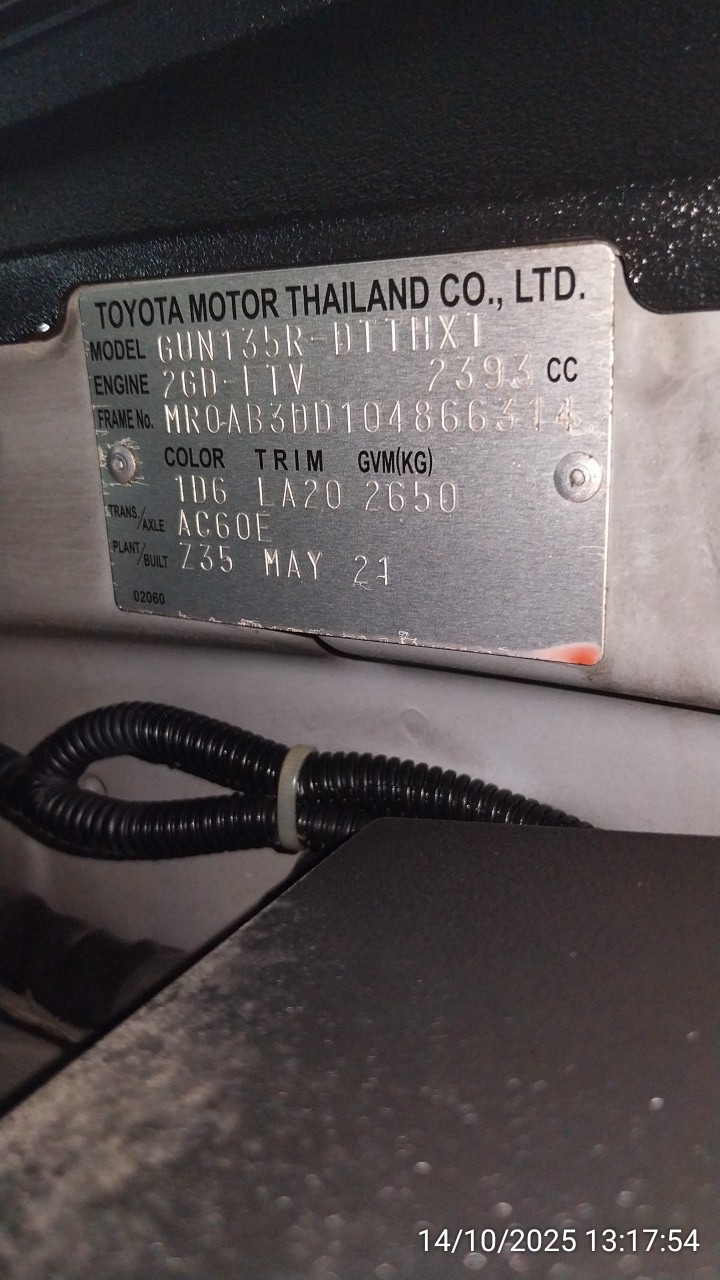 TOYOTA MOTOR THAILAND CO., LTD.
MODEL GUN135R-DTTHXT
ENGINE 2GD-FTV 2393 CC
FRAME No. MR0AB3DD104866314
COLOR TRIM GVM(KG)
1D6 LA20 2650
TRANS./AXLE AC60E
PLANT/BUILT Z35 MAY 21
02060
14/10/2025 13:17:54